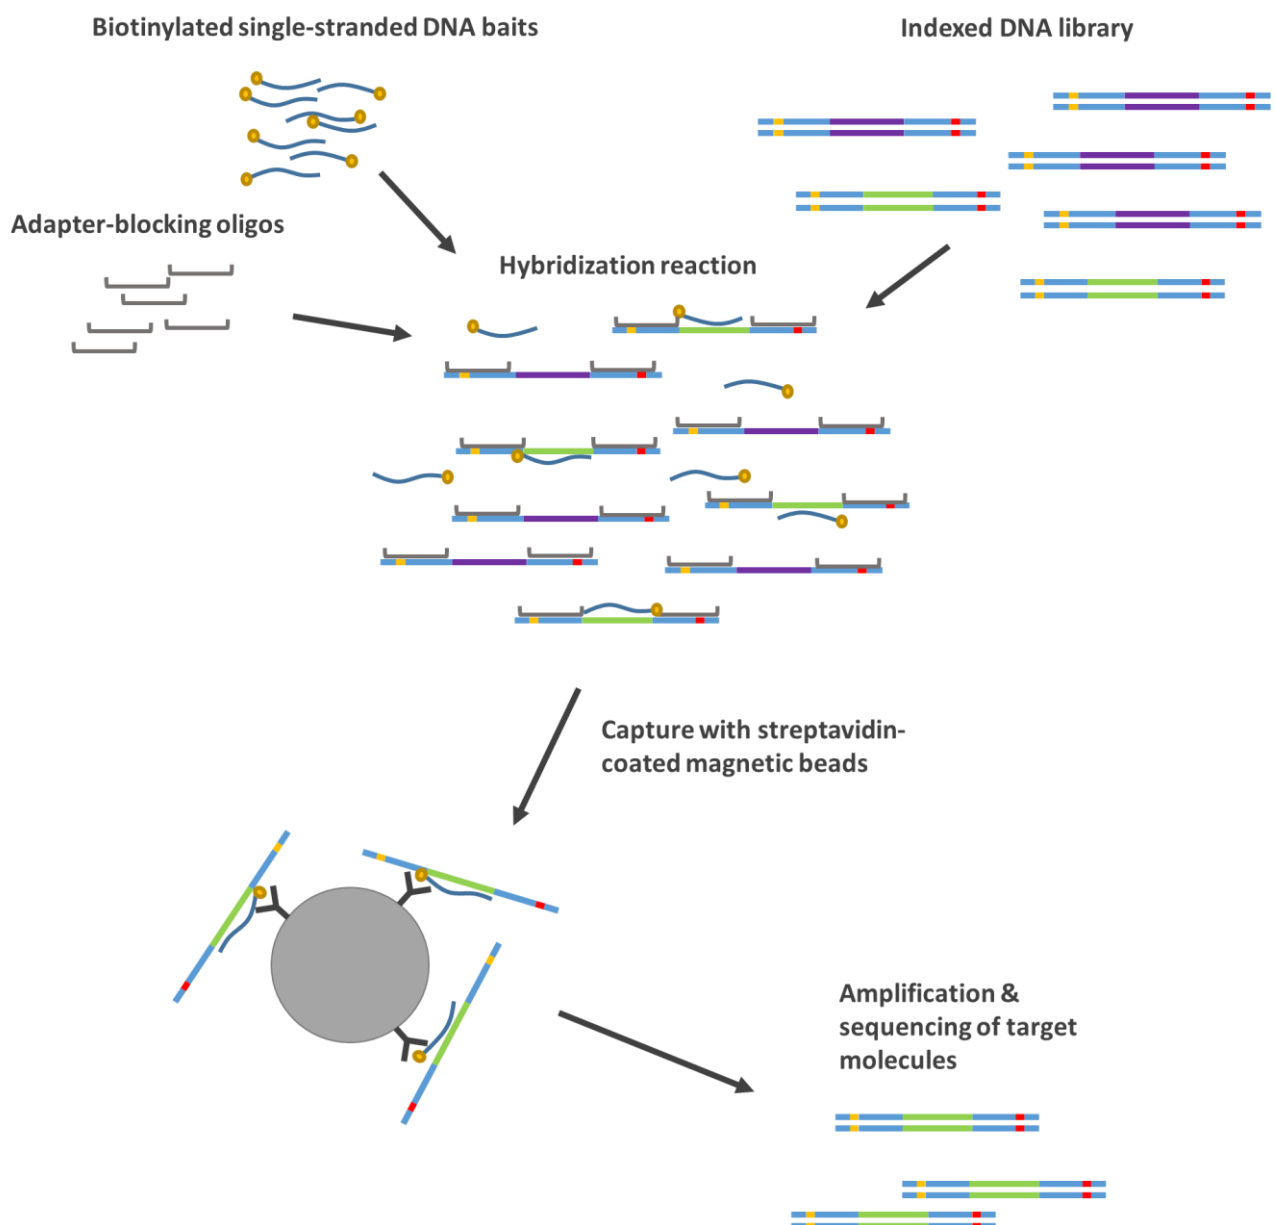 Biotinylated single-stranded DNA baits
Indexed DNA library
Adapter-blocking oligos
Hybridization reaction
Capture with streptavidin-
coated magnetic beads
Amplification &
sequencing of target
molecules